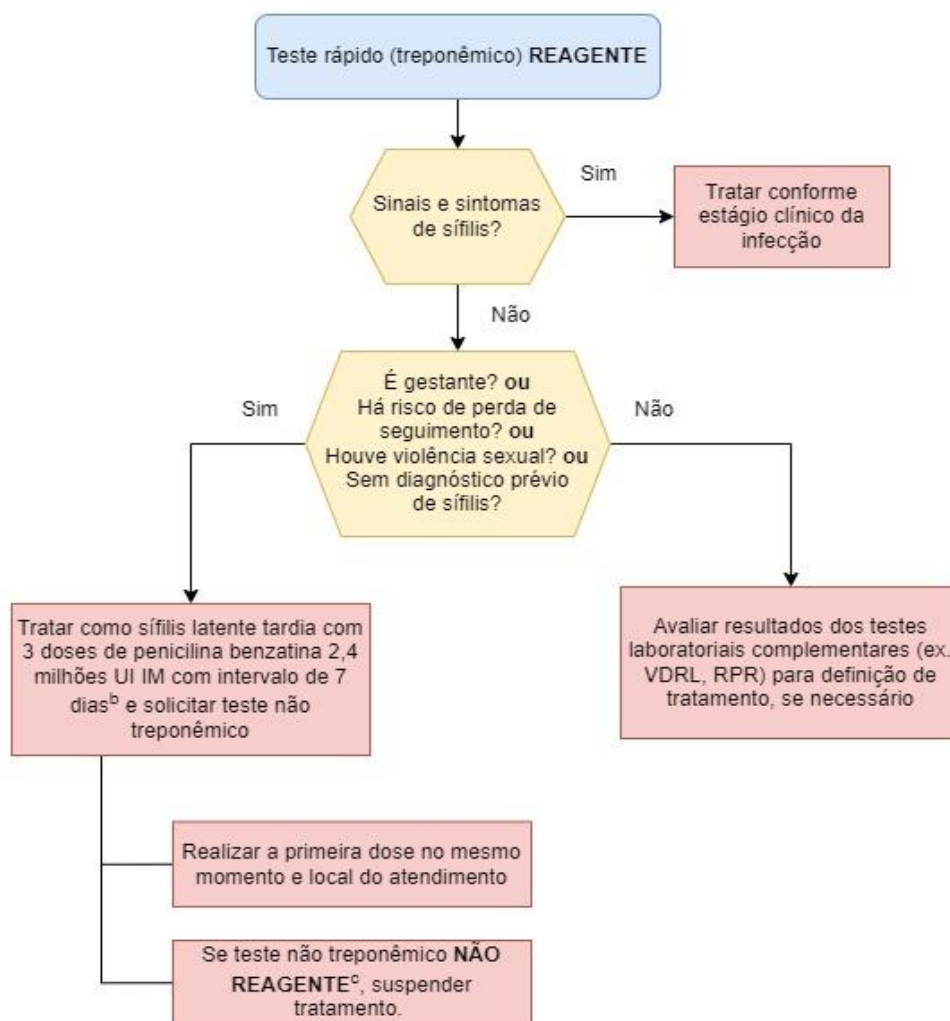 Teste rápido (treponêmico) REAGENTE
Sinais e sintomas
de sífilis?
Sim
Tratar conforme
estágio clínico da
infecção
Não
É gestante? ou
Há risco de perda de
seguimento? ou
Houve violência sexual? ou
Sem diagnóstico prévio
de sífilis?
Sim
Não
Tratar como sífilis latente tardia com
3 doses de penicilina benzatina 2,4
milhões UI IM com intervalo de 7
diasᵇ e solicitar teste não
treponêmico
Avaliar resultados dos testes
laboratoriais complementares (ex.
VDRL, RPR) para definição de
tratamento, se necessário
Realizar a primeira dose no mesmo
momento e local do atendimento
Se teste não treponêmico NÃO
REAGENTEᶜ, suspender
tratamento.